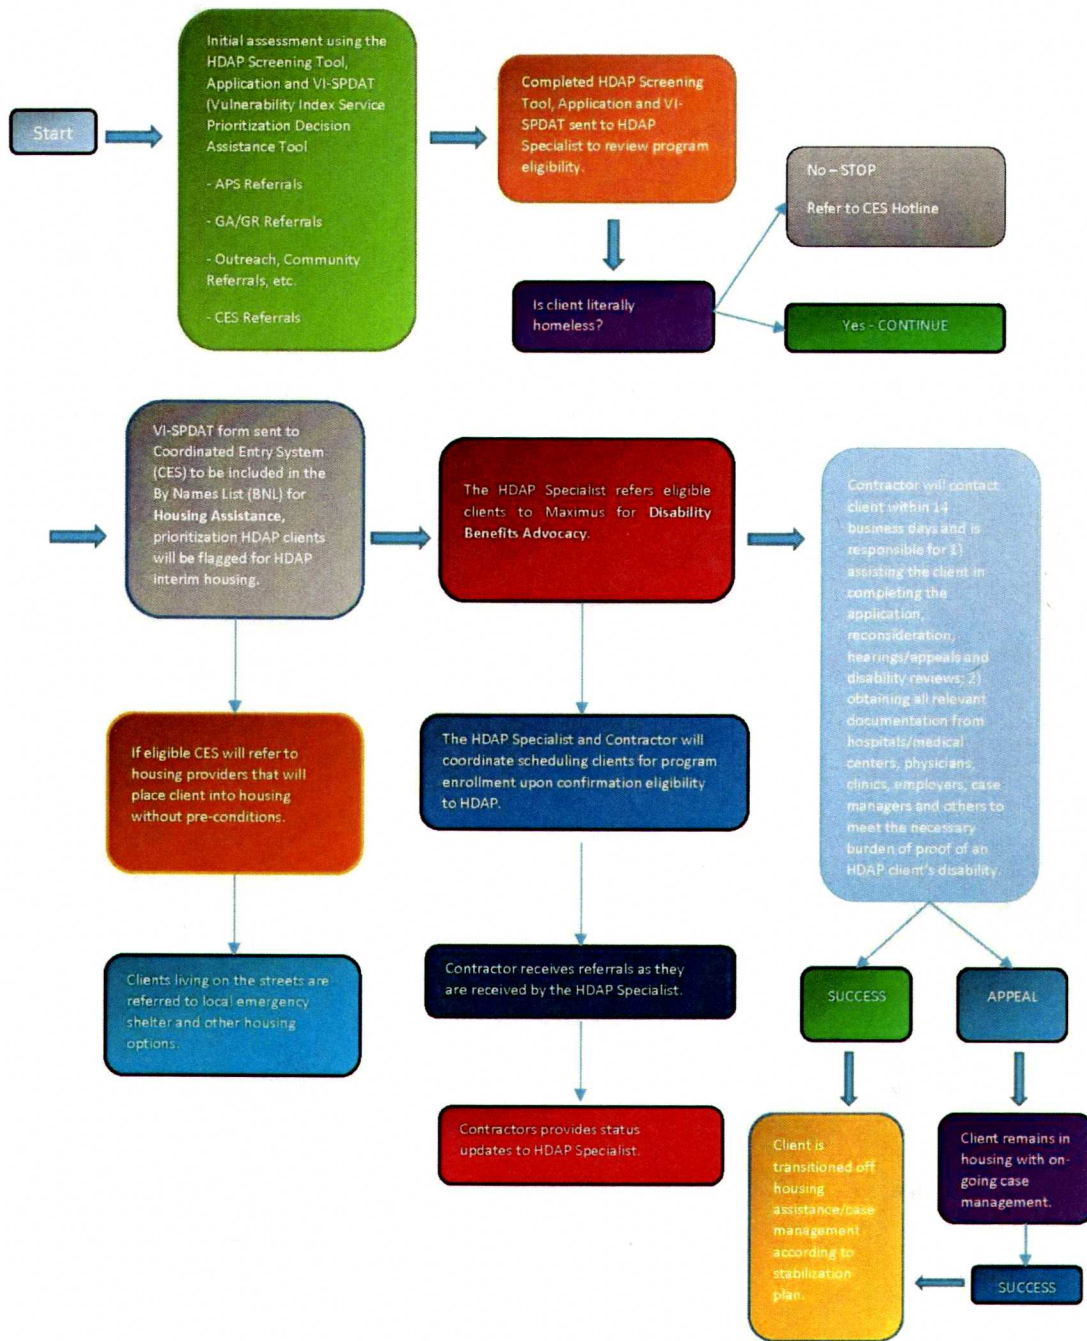 Start
Initial assessment using the
HDAP Screening Tool,
Application and VI-SPDAT
(Vulnerability Index Service
Prioritization Decision
Assistance Tool
- APS Referrals
- GA/GR Referrals
- Outreach, Community
Referrals, etc.
- CES Referrals
Completed HDAP Screening
Tool, Application and VI-
SPDAT sent to HDAP
Specialist to review program
eligibility.
Is client literally
homeless?
No – STOP
Refer to CES Hotline
Yes - CONTINUE
VI-SPDAT form sent to
Coordinated Entry System
(CES) to be included in the
By Names List (BNL) for
Housing Assistance,
prioritization HDAP clients
will be flagged for HDAP
interim housing.
The HDAP Specialist refers eligible
clients to Maximus for Disability
Benefits Advocacy.
Contractor will contact
client within 14
business days and is
responsible for 1)
assisting the client in
completing the
application,
reconsideration,
hearings/appeals and
disability reviews; 2)
obtaining all relevant
documentation from
hospitals/medical
centers, physicians,
clinics, employers, case
managers and others to
meet the necessary
burden of proof of an
HDAP client's disability.
If eligible CES will refer to
housing providers that will
place client into housing
without pre-conditions.
The HDAP Specialist and Contractor will
coordinate scheduling clients for program
enrollment upon confirmation eligibility
to HDAP.
Clients living on the streets are
referred to local emergency
shelter and other housing
options.
Contractor receives referrals as they
are received by the HDAP Specialist.
Contractors provides status
updates to HDAP Specialist.
SUCCESS
APPEAL
Client is
transitioned off
housing
assistance/case
management
according to
stabilization
plan.
Client remains in
housing with on-
going case
management.
SUCCESS